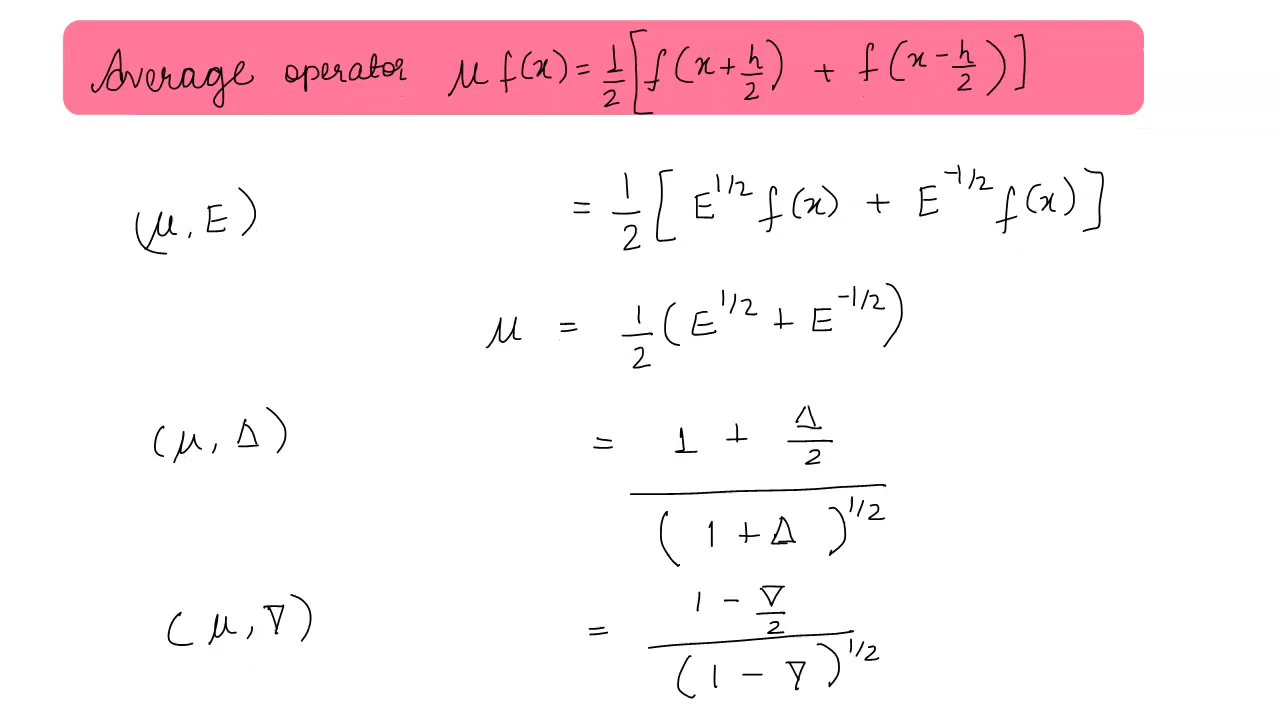 Average operator μ f(x) = 1/2 [f(x + h/2) + f(x - h/2)]
(μ, E) = 1/2 [E^1/2 f(x) + E^-1/2 f(x)]
μ = 1/2 (E^1/2 + E^-1/2)
(μ, Δ) = 1 + Δ/2
(1 + Δ)^1/2
(μ, ∇) = 1 - ∇/2
(1 - ∇)^1/2